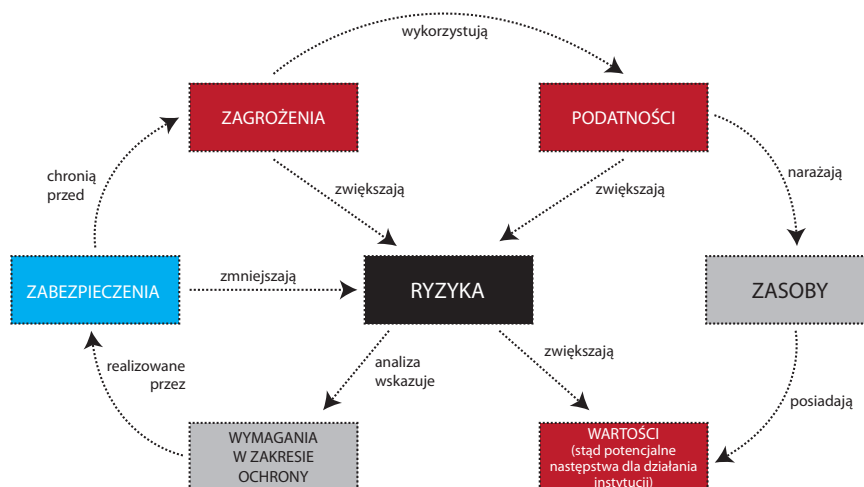 wykorzystują
ZAGROŻENIA
PODATNOŚCI
chronią
przed
zwiększają
zwiększają
narażają
ZABEZPIECZENIA
zmniejszają
RYZYKA
ZASOBY
realizowane
przez
analiza
wskazuje
zwiększają
posiadają
WYMAGANIA
W ZAKRESIE
OCHRONY
WARTOŚCI
(stąd potencjalne
następstwa dla działania
instytucji)